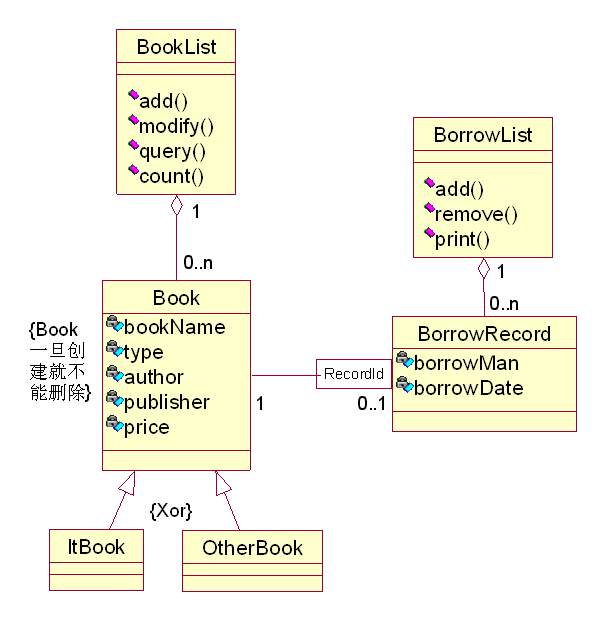 BookList
add()
modify()
query()
count()
1
0..n
BorrowList
add()
remove()
print()
1
0..n
{Book
一旦创
建就不
能删除}
Book
bookName
type
author
publisher
price
1
RecordId
0..1
BorrowRecord
borrowMan
borrowDate
{Xor}
ItBook
OtherBook